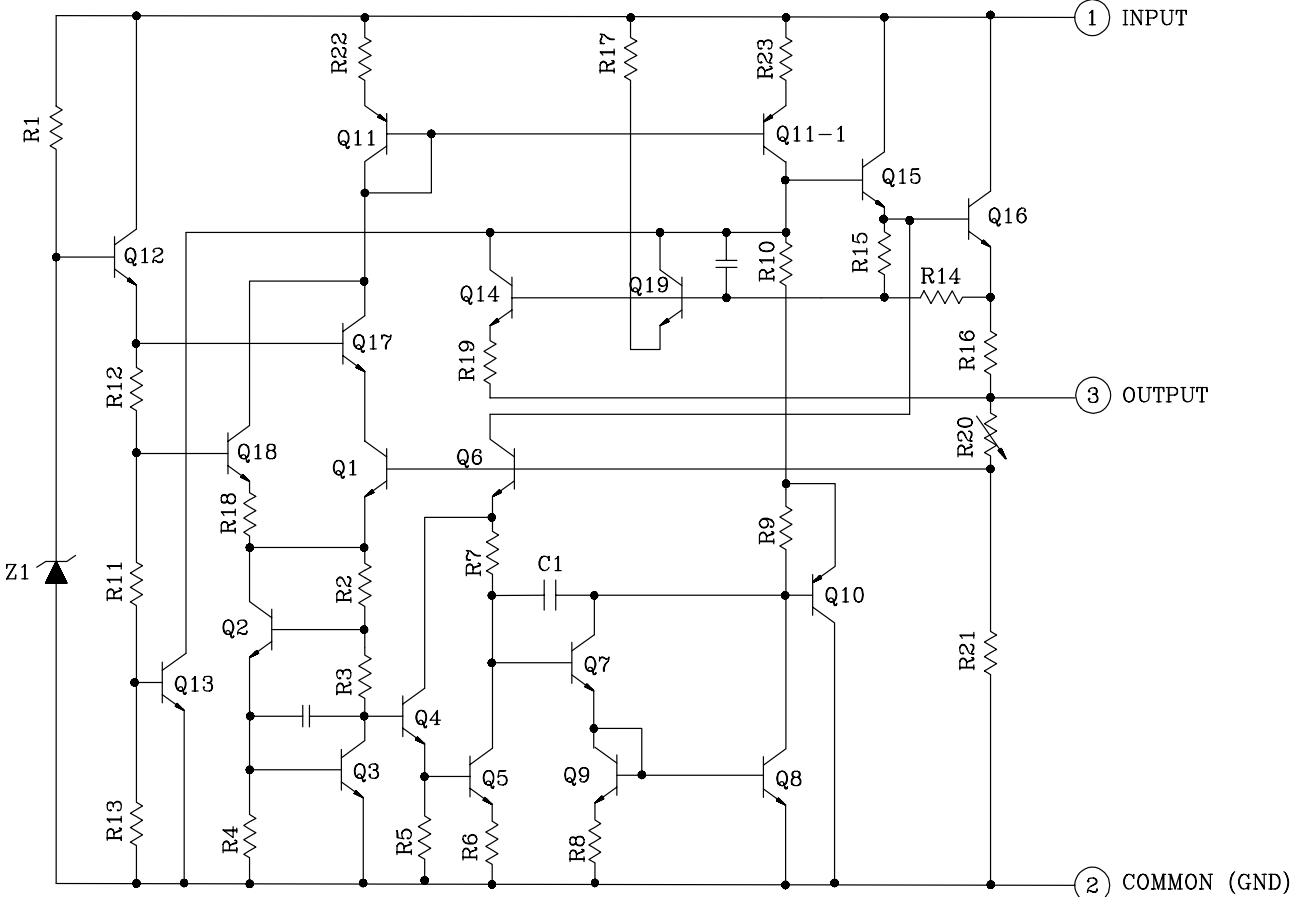 1 INPUT
R22
R17
R23
R1
Q11
Q11-1
Q15
Q16
Q12
R15
R10
R14
Q14
Q19
Q17
R19
R16
R12
3 OUTPUT
R20
Q18
Q1
Q6
R18
R9
R7
C1
Z1
R11
R2
Q10
Q2
R21
R3
Q7
Q13
Q4
Q3
Q5
Q9
Q8
R13
R4
R5
R6
R8
2 COMMON (GND)